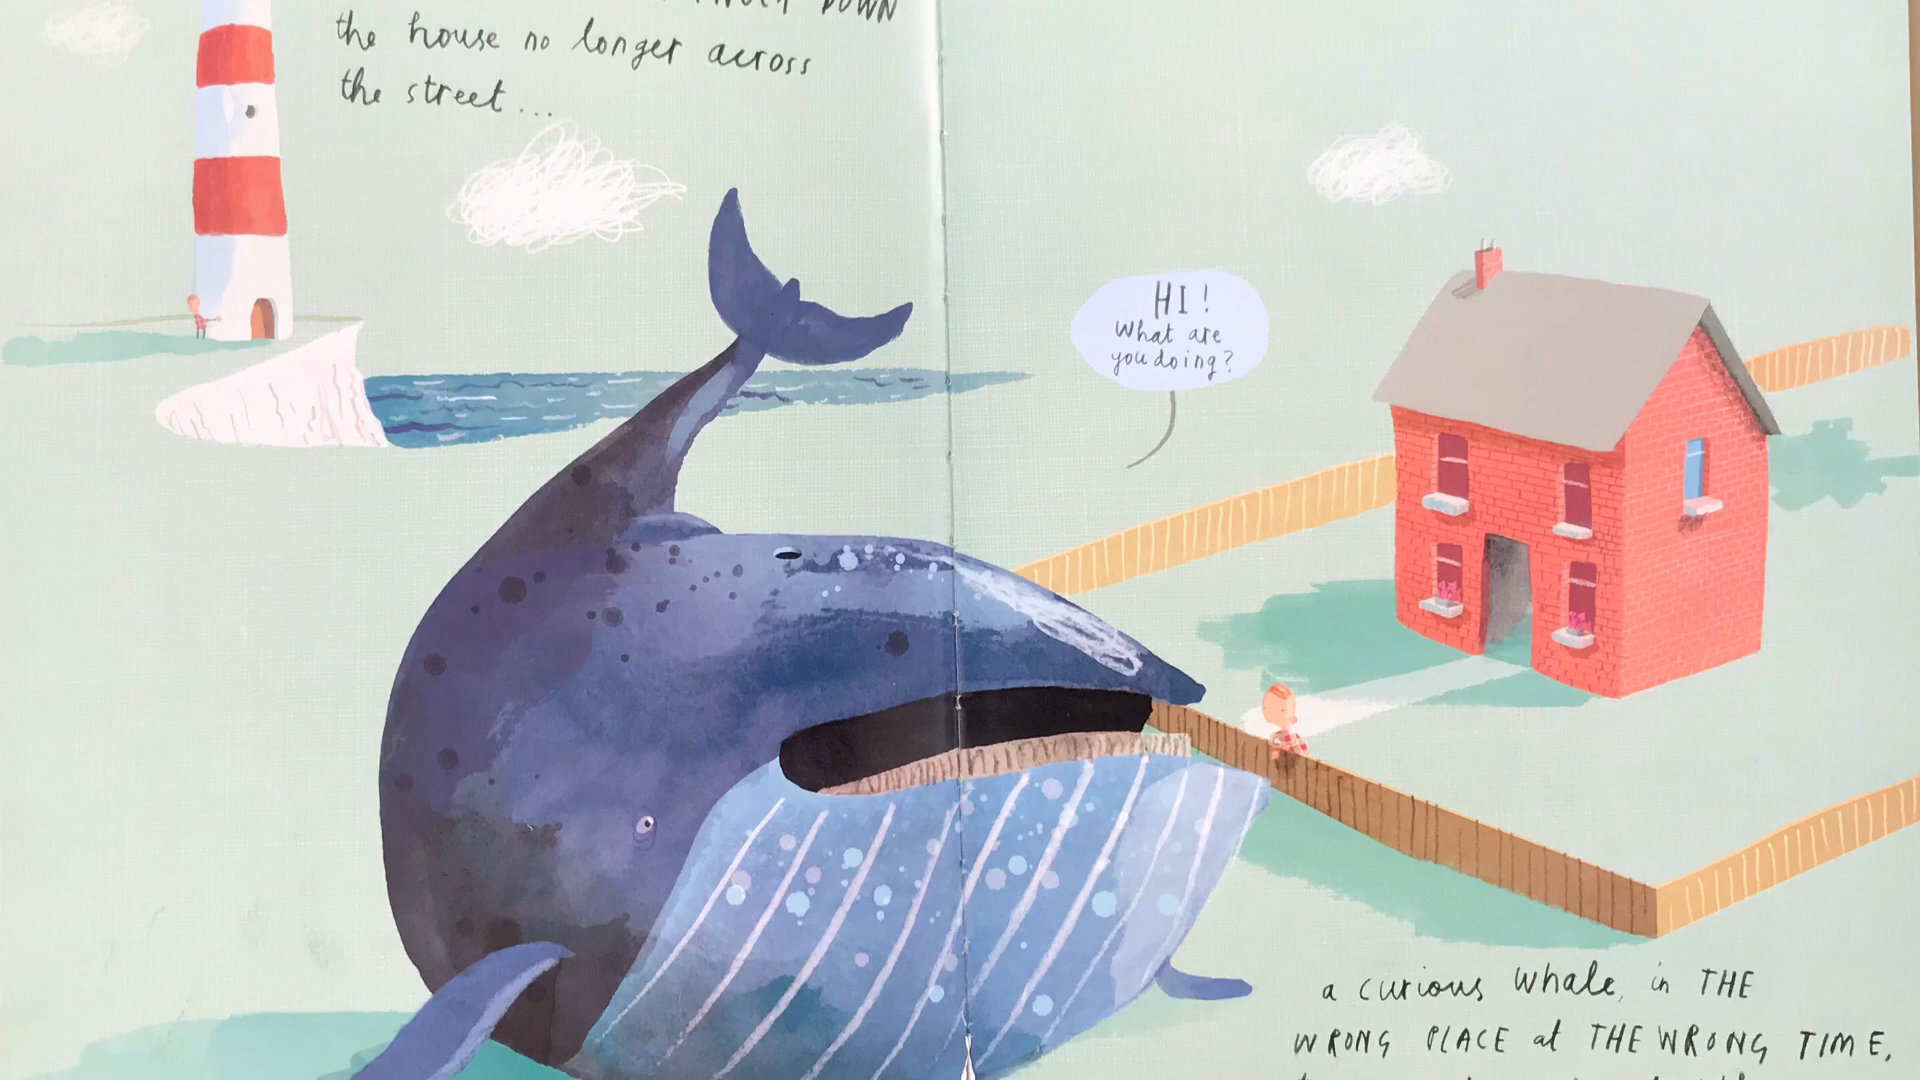 DOWN
the house no longer across
the street...
HI!
What are
you doing?
a curious whale, in THE
WRONG PLACE at THE WRONG TIME,